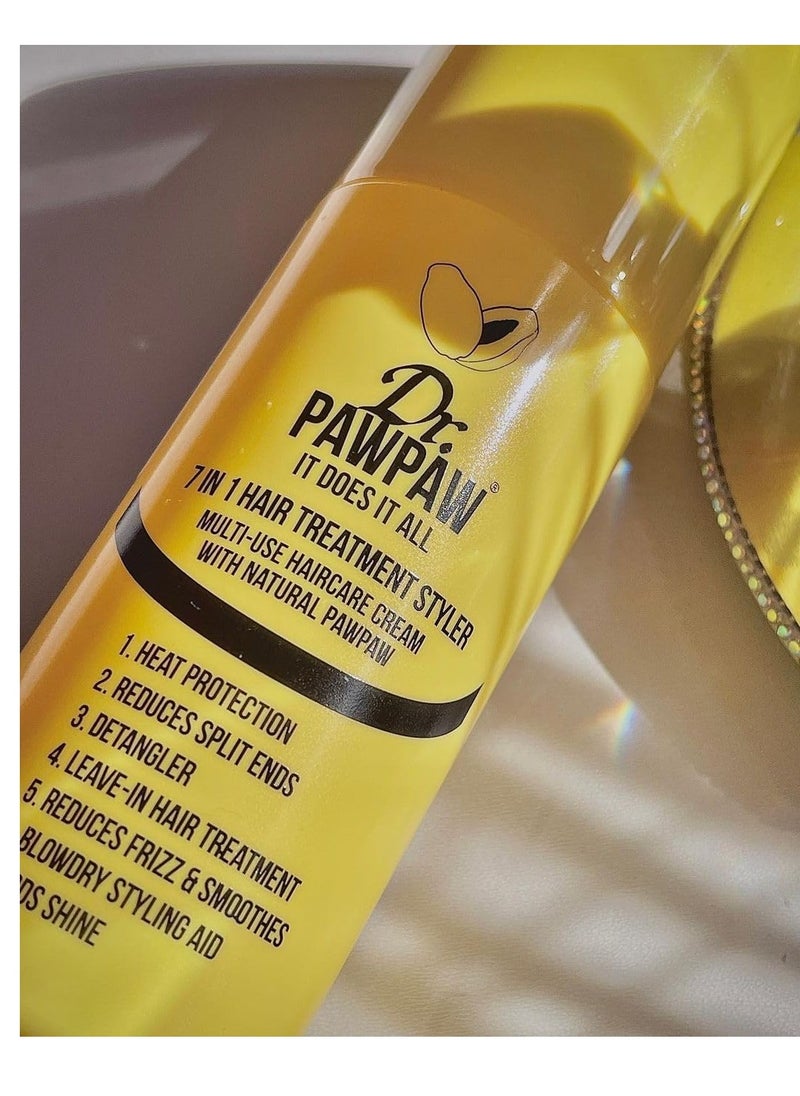 Dr.
PAWPAW®
IT DOES IT ALL
7 IN 1 HAIR TREATMENT STYLER
MULTI-USE HAIRCARE CREAM
WITH NATURAL PAWPAW
1. HEAT PROTECTION
2. REDUCES SPLIT ENDS
3. DETANGLER
4. LEAVE-IN HAIR TREATMENT
5. REDUCES FRIZZ & SMOOTHES
BLOWDRY STYLING AID
DS SHINE